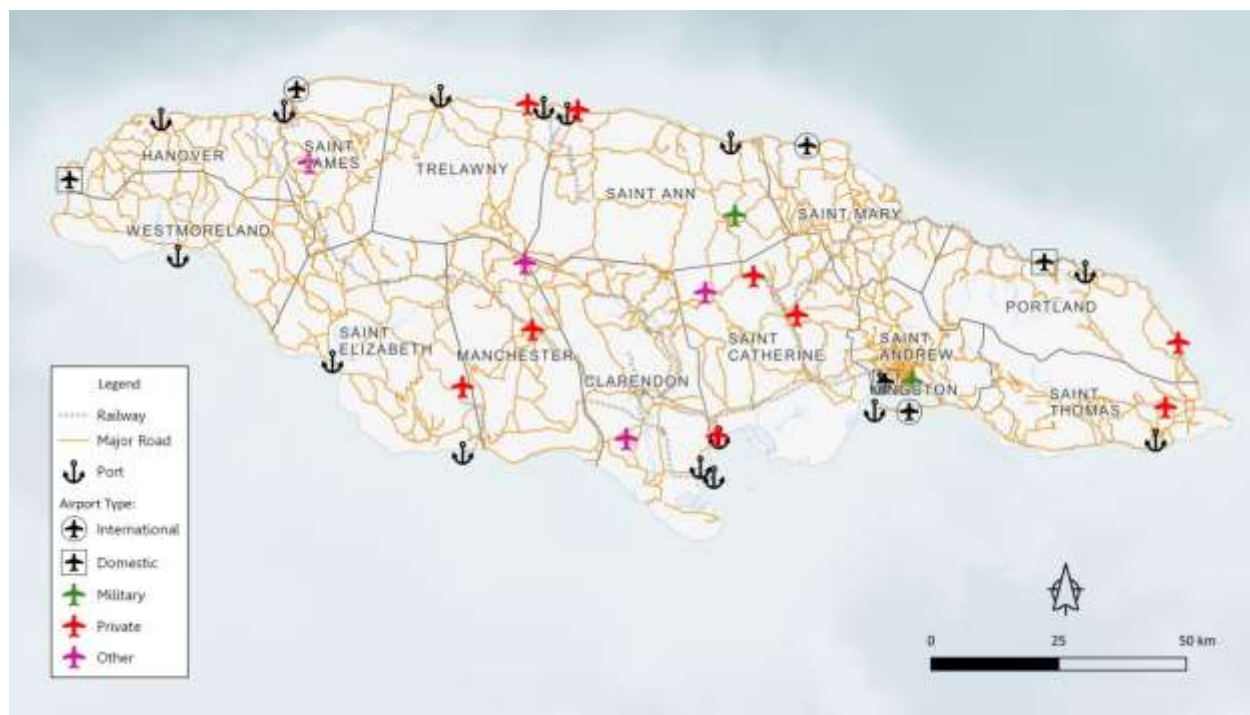 HANOVER
SAINT
JAMES
TRELAWNY
SAINT ANN
SAINT MARY
WESTMORELAND
PORTLAND
SAINT
ELIZABETH
MANCHESTER
CLARENDON
SAINT
CATHERINE
SAINT
ANDREW
KINGSTON
SAINT
THOMAS
Legend
Railway
Major Road
Port
Airport Type:
International
Domestic
Military
Private
Other
0 25 50 km